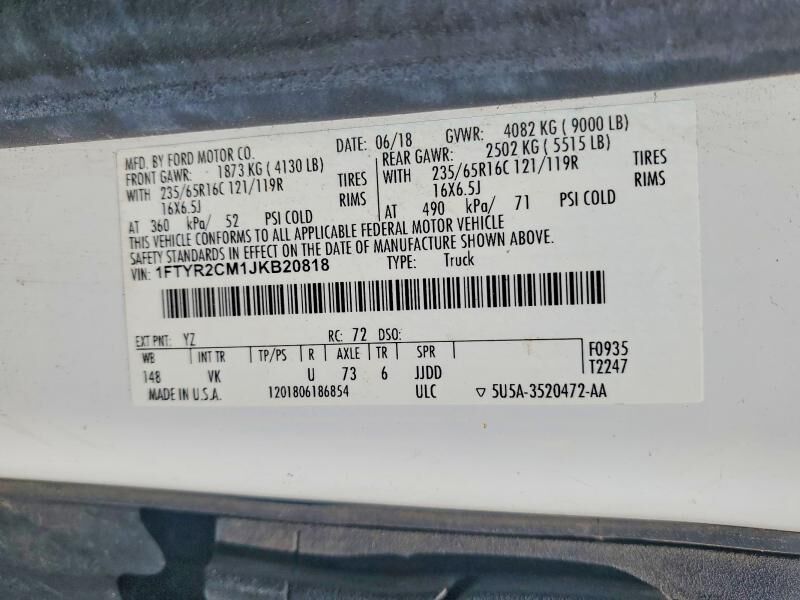 MFD. BY FORD MOTOR CO. DATE: 06/18 GVWR: 4082 KG ( 9000 LB)
FRONT GAWR: 1873 KG ( 4130 LB) REAR GAWR: 2502 KG ( 5515 LB)
WITH 235/65R16C 121/119R TIRES WITH 235/65R16C 121/119R TIRES
16X6.5J RIMS 16X6.5J RIMS
AT 360 kPa/ 52 PSI COLD AT 490 kPa/ 71 PSI COLD
THIS VEHICLE CONFORMS TO ALL APPLICABLE FEDERAL MOTOR VEHICLE
SAFETY STANDARDS IN EFFECT ON THE DATE OF MANUFACTURE SHOWN ABOVE.
VIN: 1FTYR2CM1JKB20818 TYPE: Truck
EXT PNT: YZ RC: 72 DSO:
WB INT TR TP/PS R AXLE TR SPR F0935
148 VK U 73 6 JJDD T2247
MADE IN U.S.A. 1201806186854 ULC ▽ 5U5A-3520472-AA